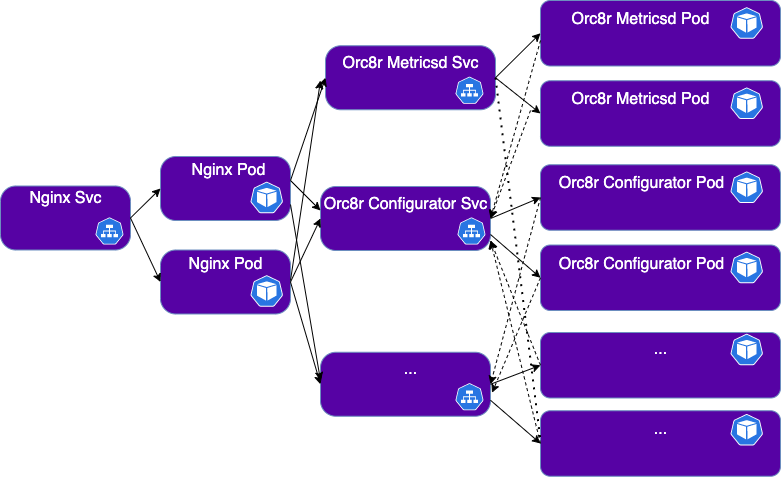 Nginx Svc
Nginx Pod
Nginx Pod
Orc8r Metricsd Svc
Orc8r Configurator Svc
...
Orc8r Metricsd Pod
Orc8r Metricsd Pod
Orc8r Configurator Pod
Orc8r Configurator Pod
...
...